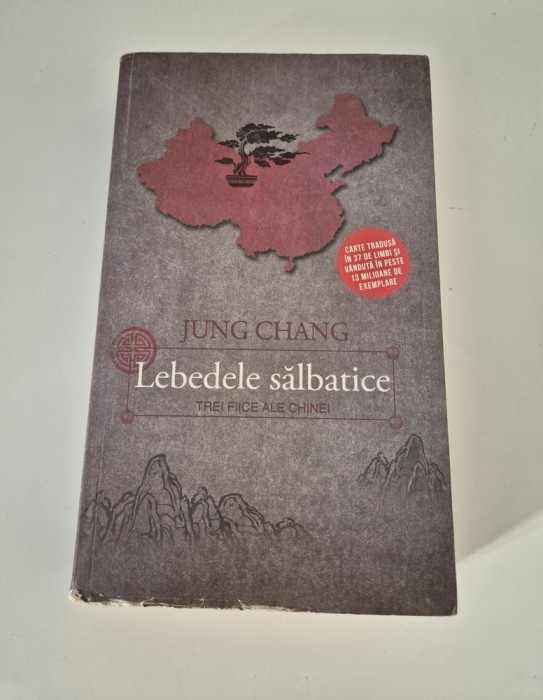 CARTE TRADUSĂ
ÎN 37 DE LIMBI ȘI
VÂNDUTĂ ÎN PESTE
13 MILIOANE DE
EXEMPLARE
JUNG CHANG
Lebedele sălbatice
TREI FIICE ALE CHINEI